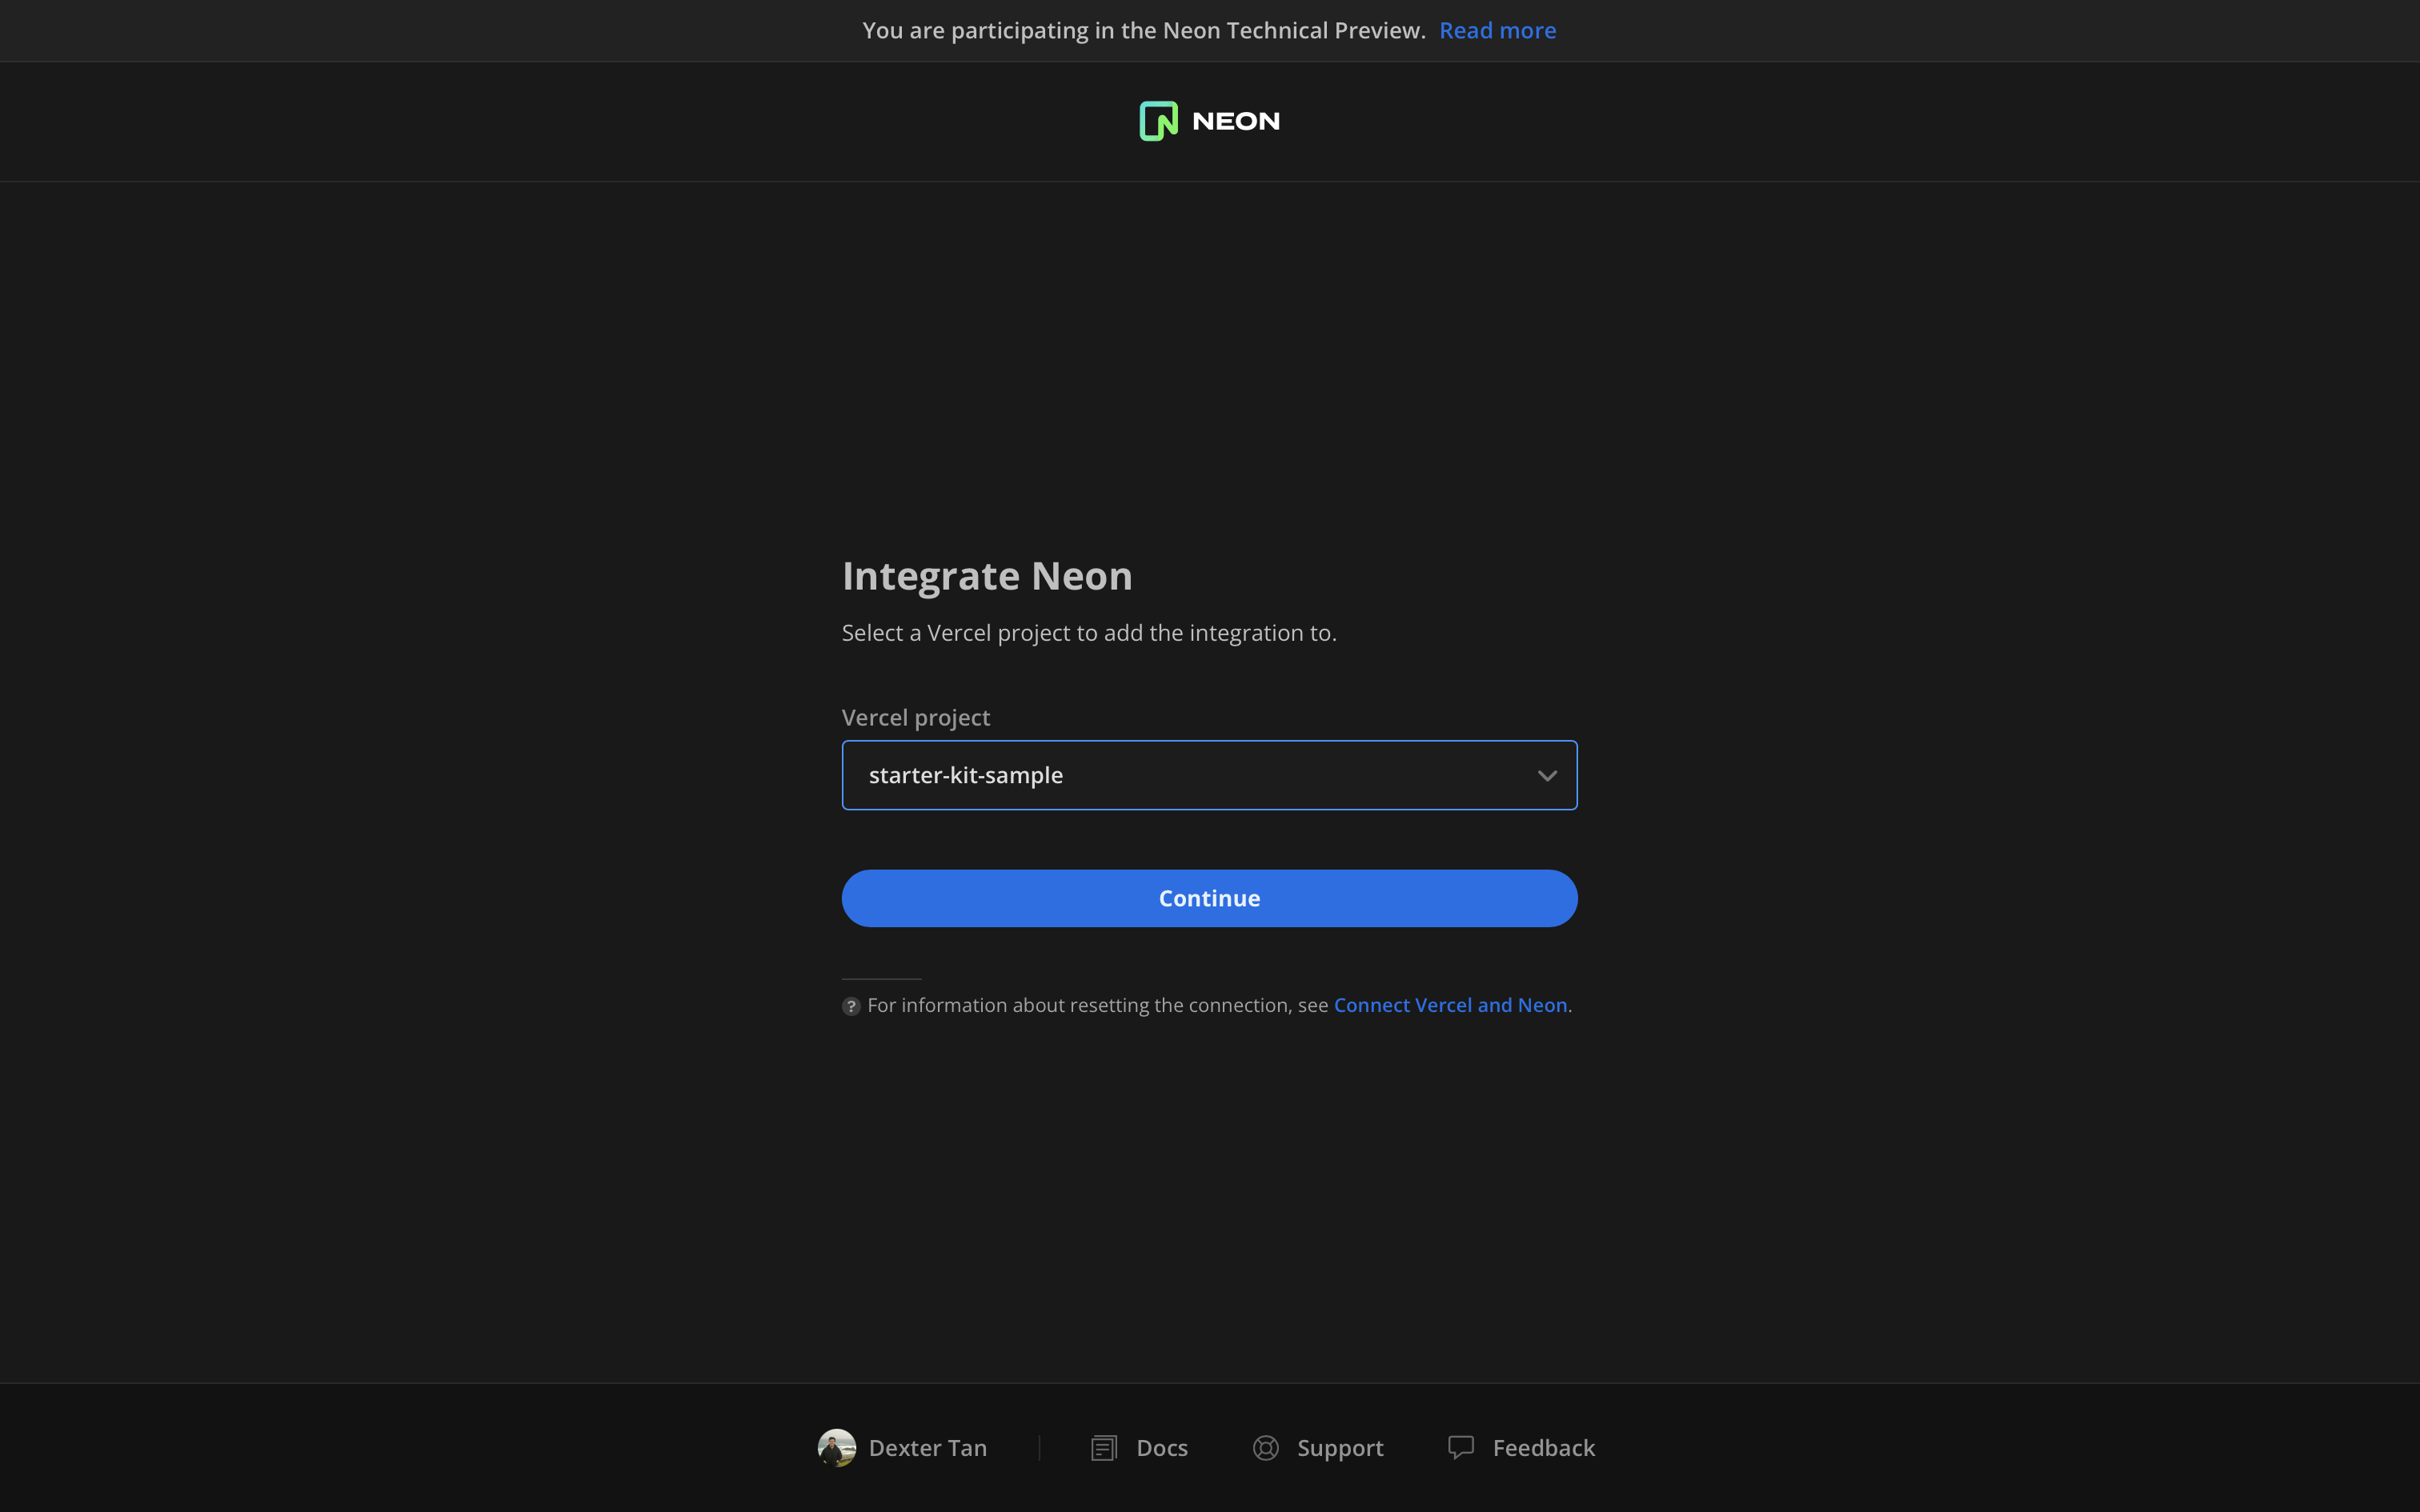 You are participating in the Neon Technical Preview. Read more
NEON
Integrate Neon
Select a Vercel project to add the integration to.
Vercel project
starter-kit-sample
Continue
? For information about resetting the connection, see Connect Vercel and Neon.
Dexter Tan Docs Support Feedback